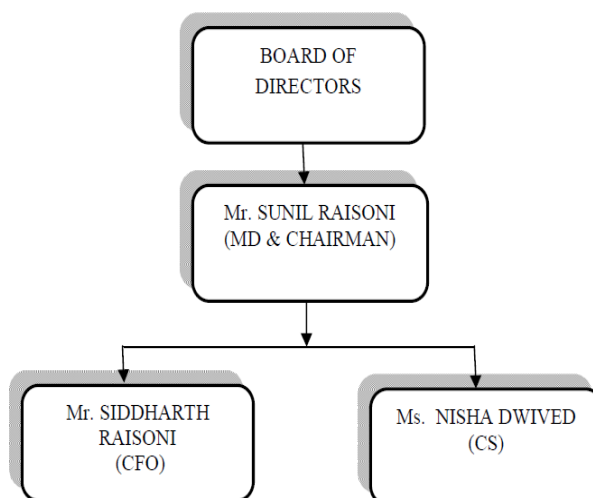 BOARD OF
DIRECTORS
Mr. SUNIL RAISONI
(MD & CHAIRMAN)
Mr. SIDDHARTH
RAISONI
(CFO)
Ms. NISHA DWIVED
(CS)